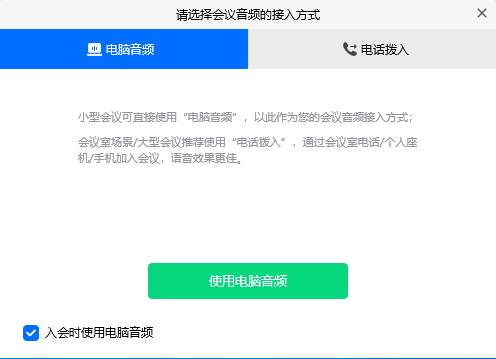 请选择会议音频的接入方式
电脑音频
电话拨入
小型会议可直接使用“电脑音频”，以此作为您的会议音频接入方式；
会议室场景/大型会议推荐使用“电话拨入”，通过会议室电话/个人座
机/手机加入会议，语音效果更佳。
使用电脑音频
入会时使用电脑音频